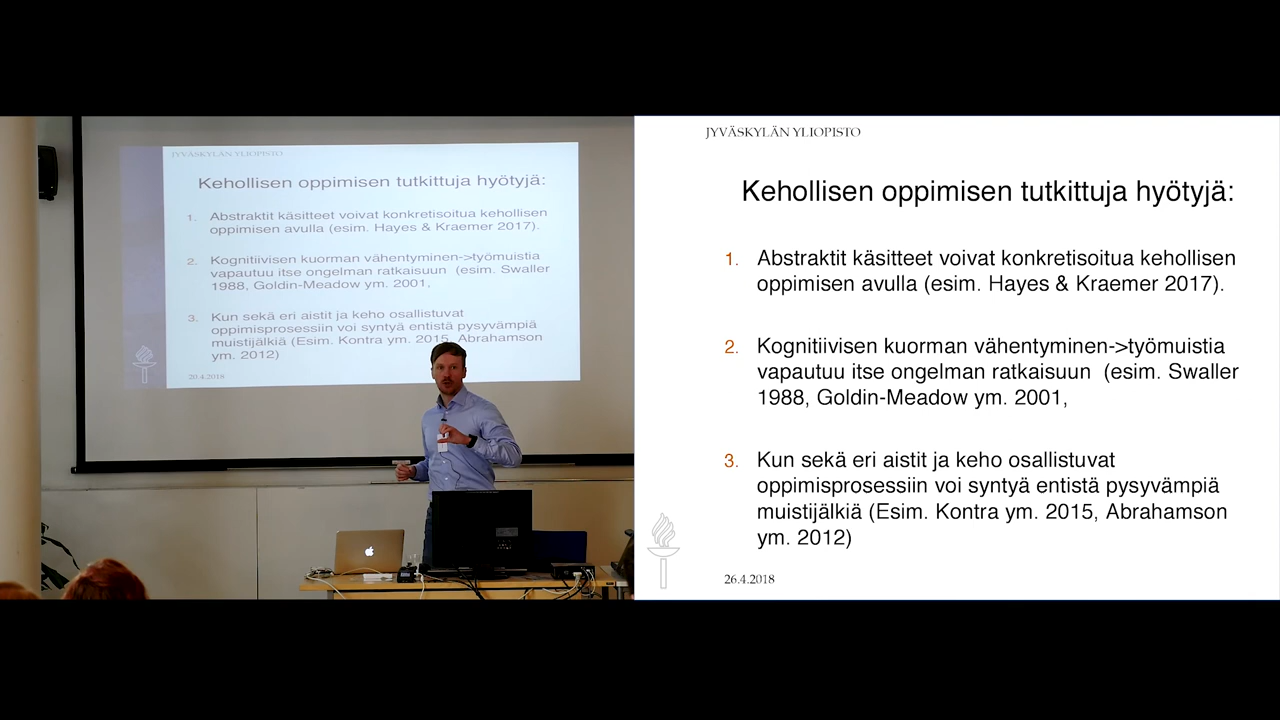 JYVÄSKYLÄN YLIOPISTO
Kehollisen oppimisen tutkittuja hyötyjä:
1. Abstraktit käsitteet voivat konkretisoitua kehollisen
oppimisen avulla (esim. Hayes & Kraemer 2017).
2. Kognitiivisen kuorman vähentyminen->työmuistia
vapautuu itse ongelman ratkaisuun (esim. Swaller
1988, Goldin-Meadow ym. 2001,
3. Kun sekä eri aistit ja keho osallistuvat
oppimisprosessiin voi syntyä entistä pysyvämpiä
muistijälkiä (Esim. Kontra ym. 2015, Abrahamson
ym. 2012)
JYVÄSKYLÄN YLIOPISTO
Kehollisen oppimisen tutkittuja hyötyjä:
1. Abstraktit käsitteet voivat konkretisoitua kehollisen
oppimisen avulla (esim. Hayes & Kraemer 2017).
2. Kognitiivisen kuorman vähentyminen->työmuistia
vapautuu itse ongelman ratkaisuun (esim. Swaller
1988, Goldin-Meadow ym. 2001,
3. Kun sekä eri aistit ja keho osallistuvat
oppimisprosessiin voi syntyä entistä pysyvämpiä
muistijälkiä (Esim. Kontra ym. 2015, Abrahamson
ym. 2012)
26.4.2018